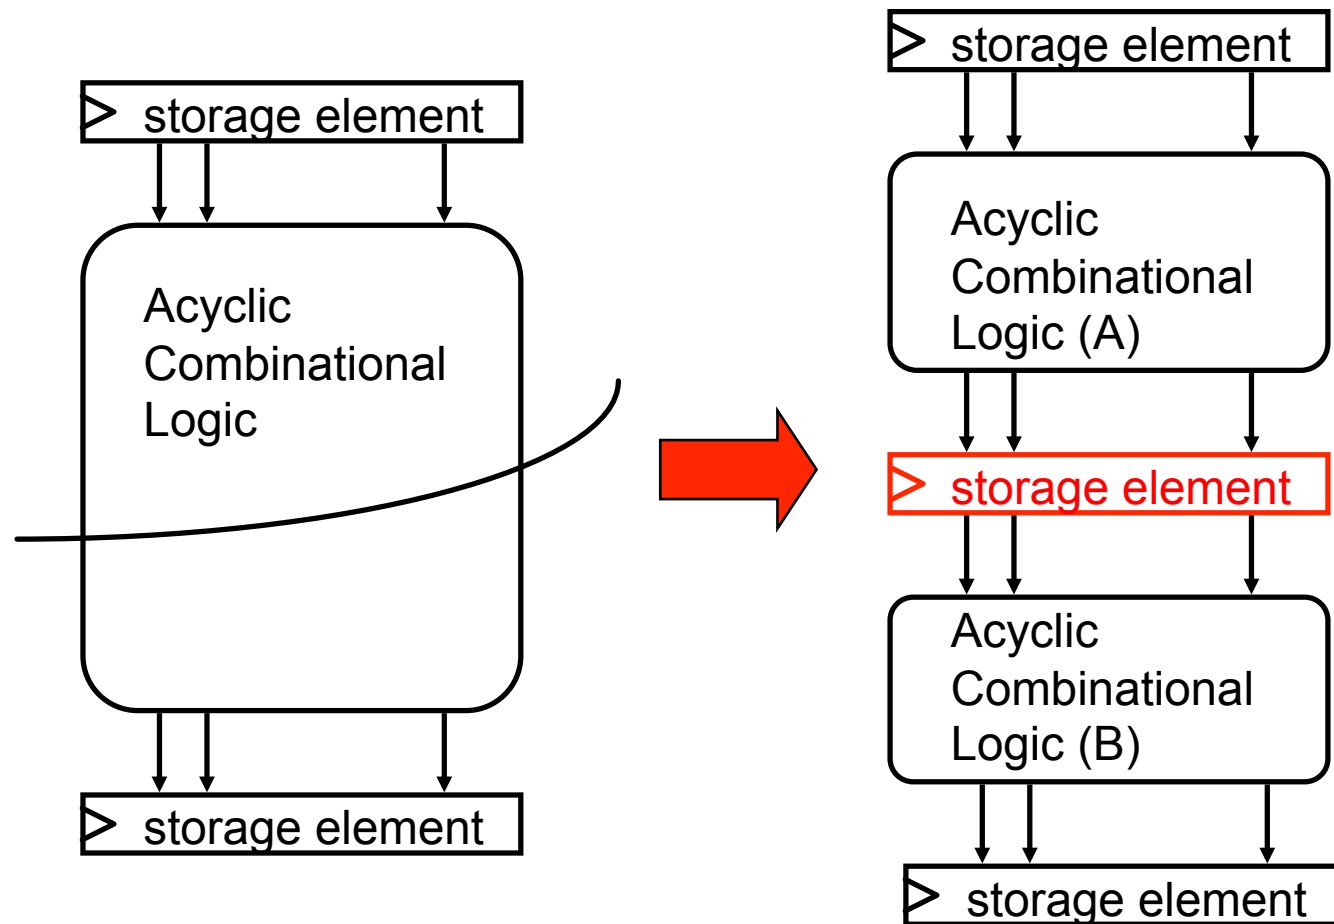 storage element
Acyclic
Combinational
Logic
storage element
storage element
Acyclic
Combinational
Logic (A)
storage element
Acyclic
Combinational
Logic (B)
storage element